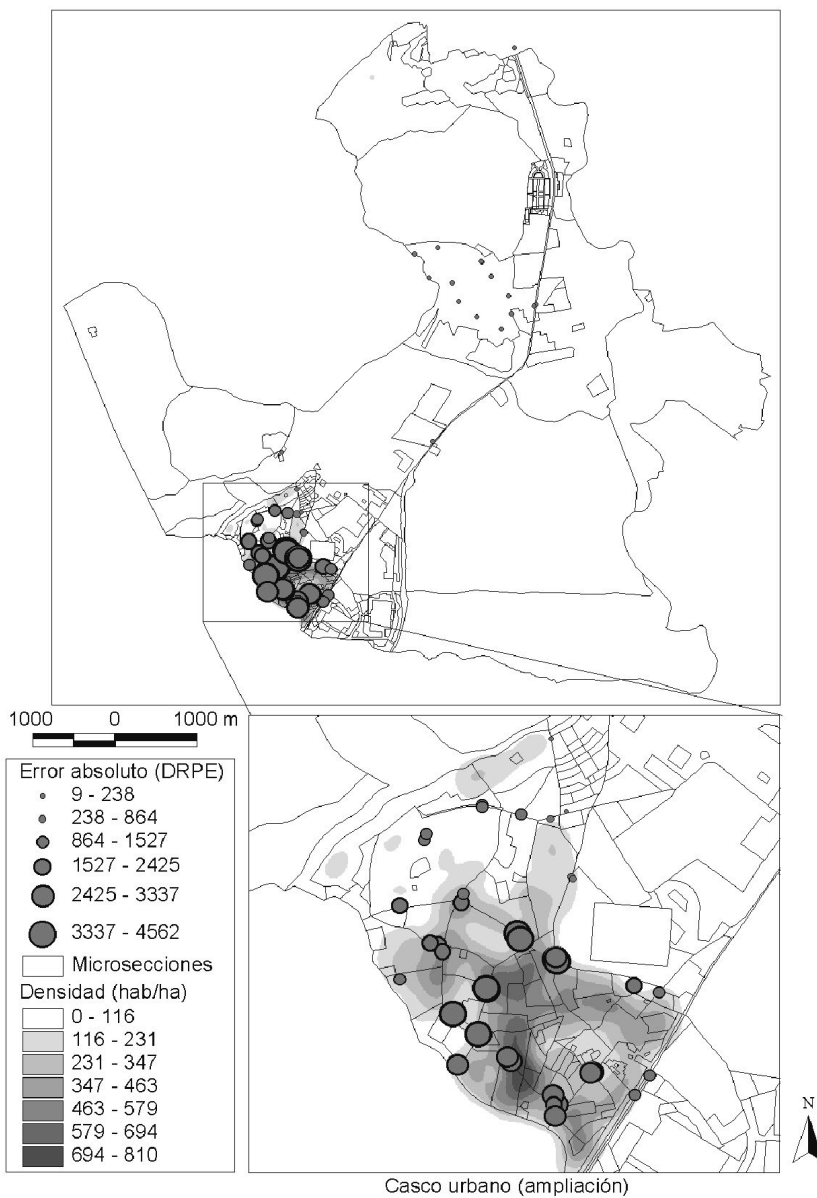 1000 0 1000 m
Error absoluto (DRPE)
9 - 238
238 - 864
864 - 1527
1527 - 2425
2425 - 3337
3337 - 4562
Microsecciones
Densidad (hab/ha)
0 - 116
116 - 231
231 - 347
347 - 463
463 - 579
579 - 694
694 - 810
N
Casco urbano (ampliación)